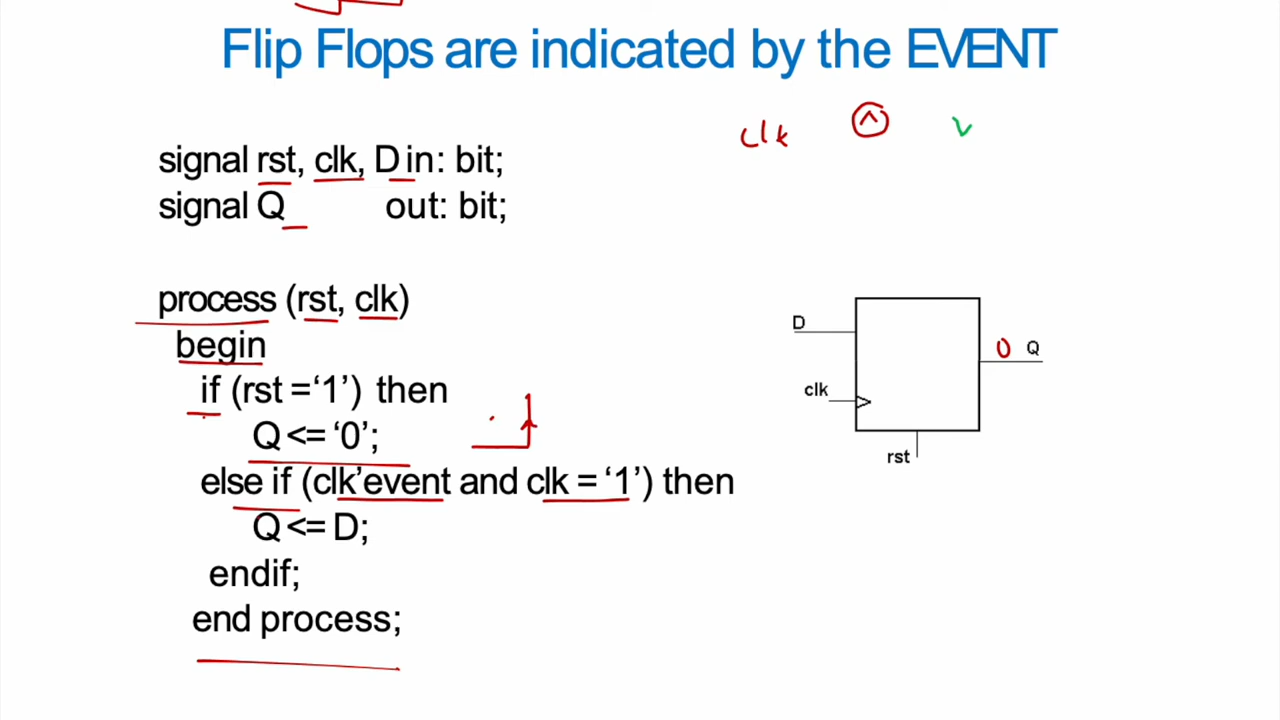 Flip Flops are indicated by the EVENT
clk
signal rst, clk, D in: bit;
signal Q out: bit;
process (rst, clk)
begin
if (rst =‘1’) then
Q <= ‘0’;
else if (clk’event and clk = ‘1’) then
Q <= D;
endif;
end process;
D
0 Q
clk
rst